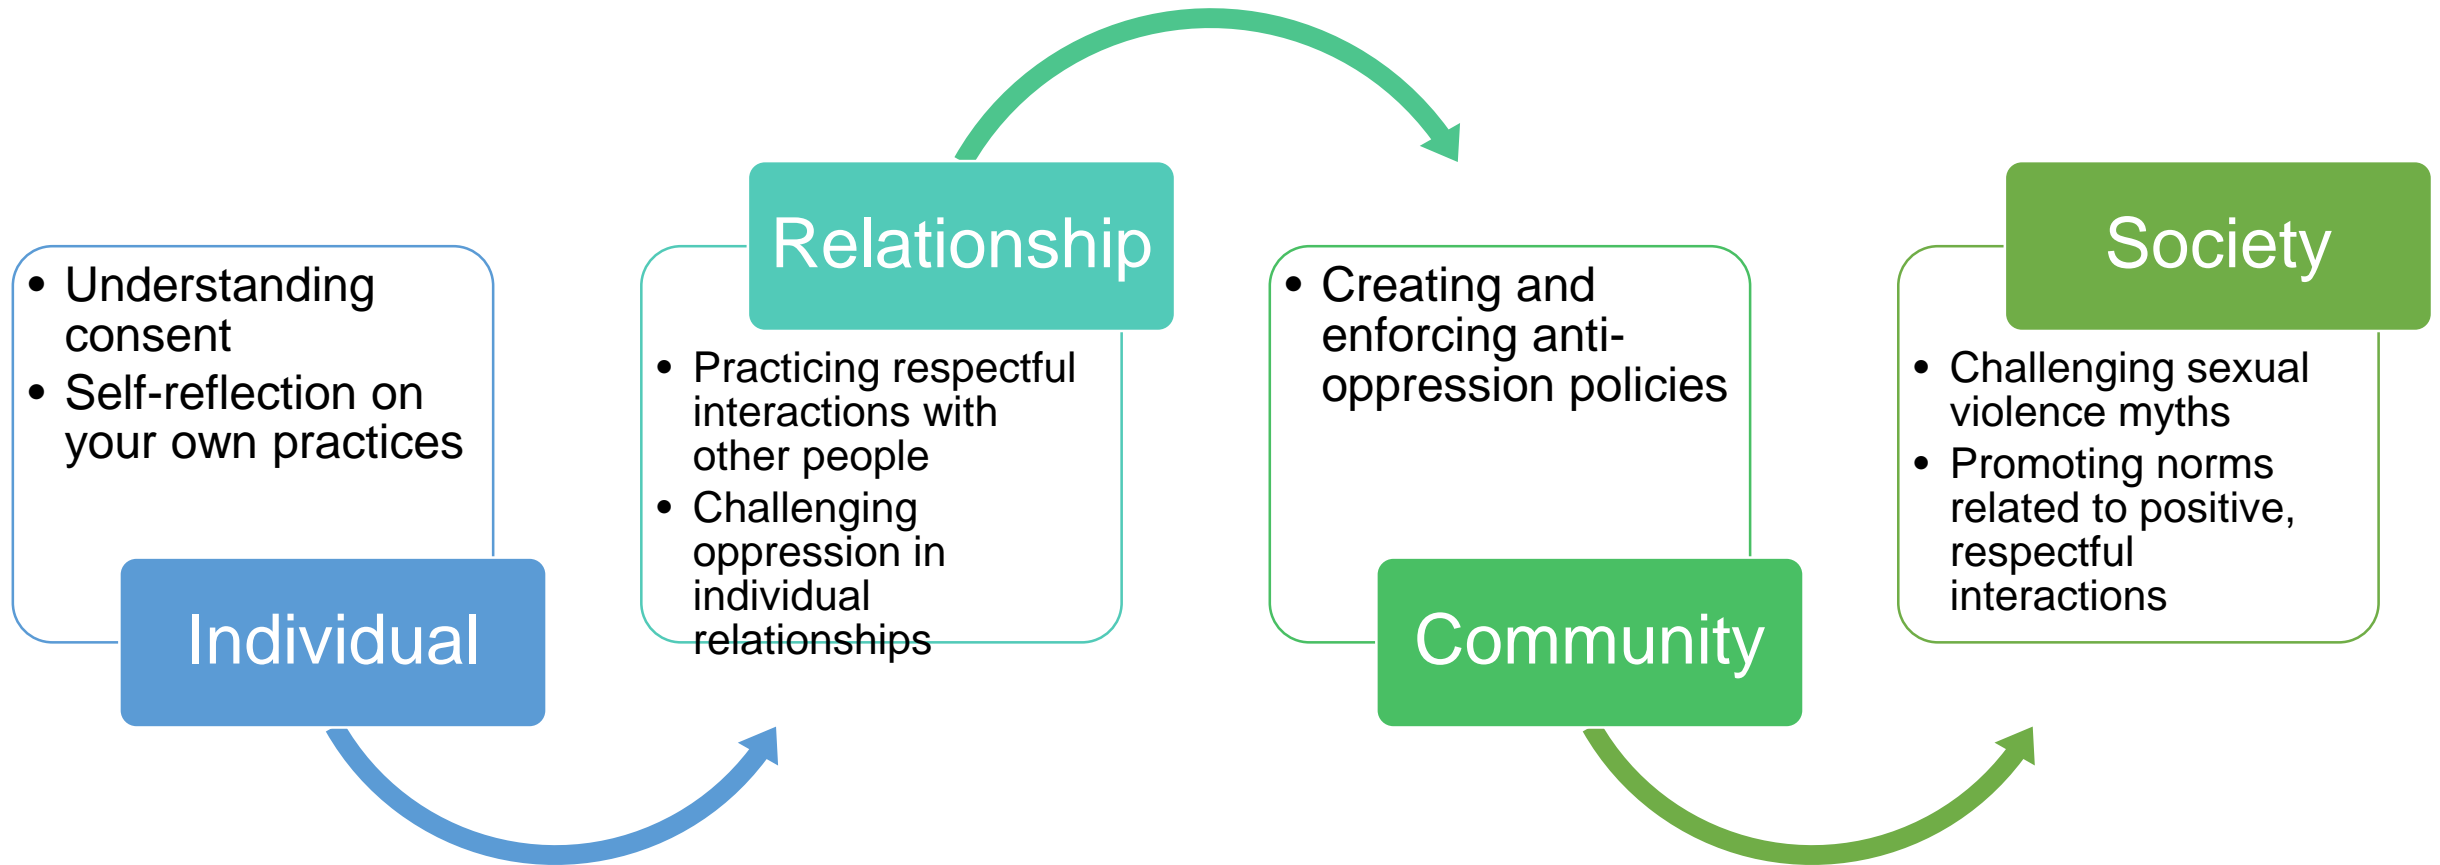 • Understanding
consent
• Self-reflection on
your own practices
Individual
Relationship
• Practicing respectful
interactions with
other people
• Challenging
oppression in
individual
relationships
• Creating and
enforcing anti-
oppression policies
Community
Society
• Challenging sexual
violence myths
• Promoting norms
related to positive,
respectful
interactions